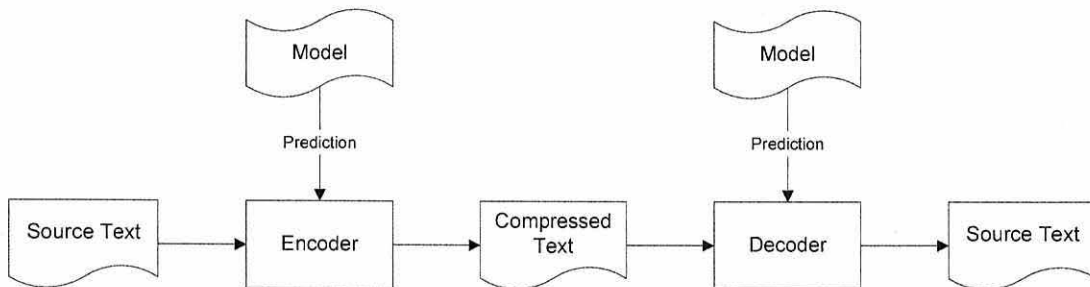 Model
Model
Prediction
Prediction
Source Text
Encoder
Compressed
Text
Decoder
Source Text